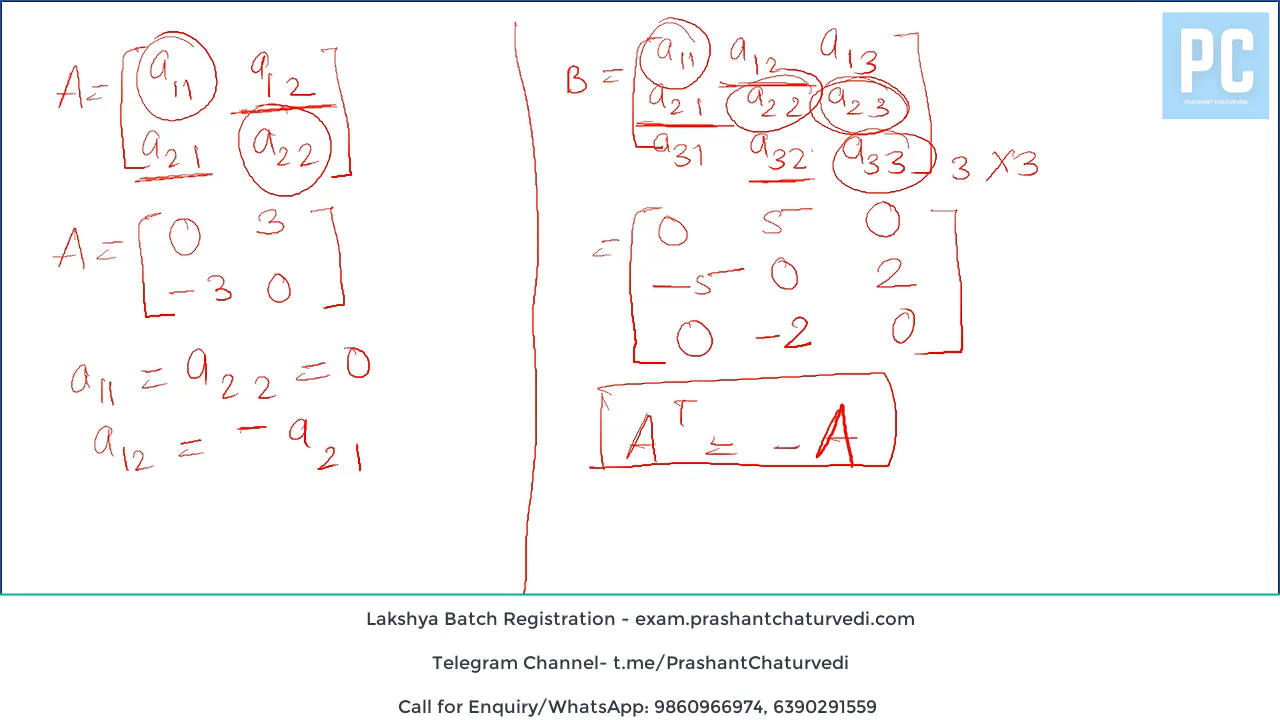 A = [ a11 a12
a21 a22 ]
A = [ 0 3
-3 0 ]
a11 = a22 = 0
a12 = - a21
B = [ a11 a12 a13
a21 a22 a23
a31 a32 a33 ] 3 X 3
= [ 0 5 0
-5 0 2
0 -2 0 ]
A^T = - A
PC
PRASHANT CHATURVEDI
Lakshya Batch Registration - exam.prashantchaturvedi.com
Telegram Channel- t.me/PrashantChaturvedi
Call for Enquiry/WhatsApp: 9860966974, 6390291559